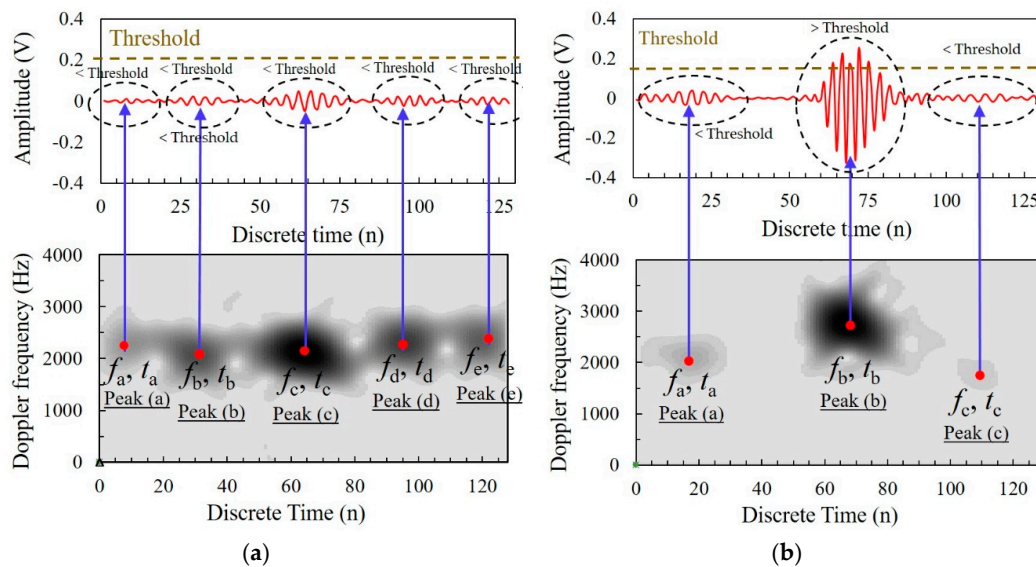 0.4
Threshold
0.2
< Threshold
< Threshold
< Threshold
< Threshold
< Threshold
0
< Threshold
-0.2
-0.4
Amplitude (V)
0
25
50
75
100
125
Discrete time (n)
4000
3000
2000
1000
0
Doppler frequency (Hz)
fa, ta
Peak (a)
fb, tb
Peak (b)
fc, tc
Peak (c)
fd, td
Peak (d)
fe, te
Peak (e)
0
20
40
60
80
100
120
Discrete Time (n)
(a)
0.4
> Threshold
Threshold
0.2
< Threshold
< Threshold
0
< Threshold
-0.2
-0.4
Amplitude (V)
0
25
50
75
100
125
Discrete time (n)
4000
3000
2000
1000
0
Doppler frequency (Hz)
fa, ta
Peak (a)
fb, tb
Peak (b)
fc, tc
Peak (c)
0
20
40
60
80
100
120
Discrete Time (n)
(b)